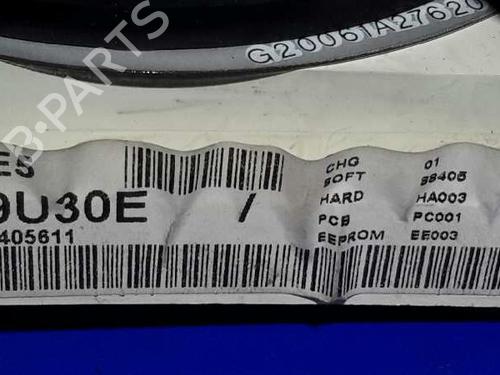 G20061A27620
B-PARTS
ES
9U30E /
405611
CHG 01
SOFT S8405
HARD HA003
PCB PC001
EEPROM EE003